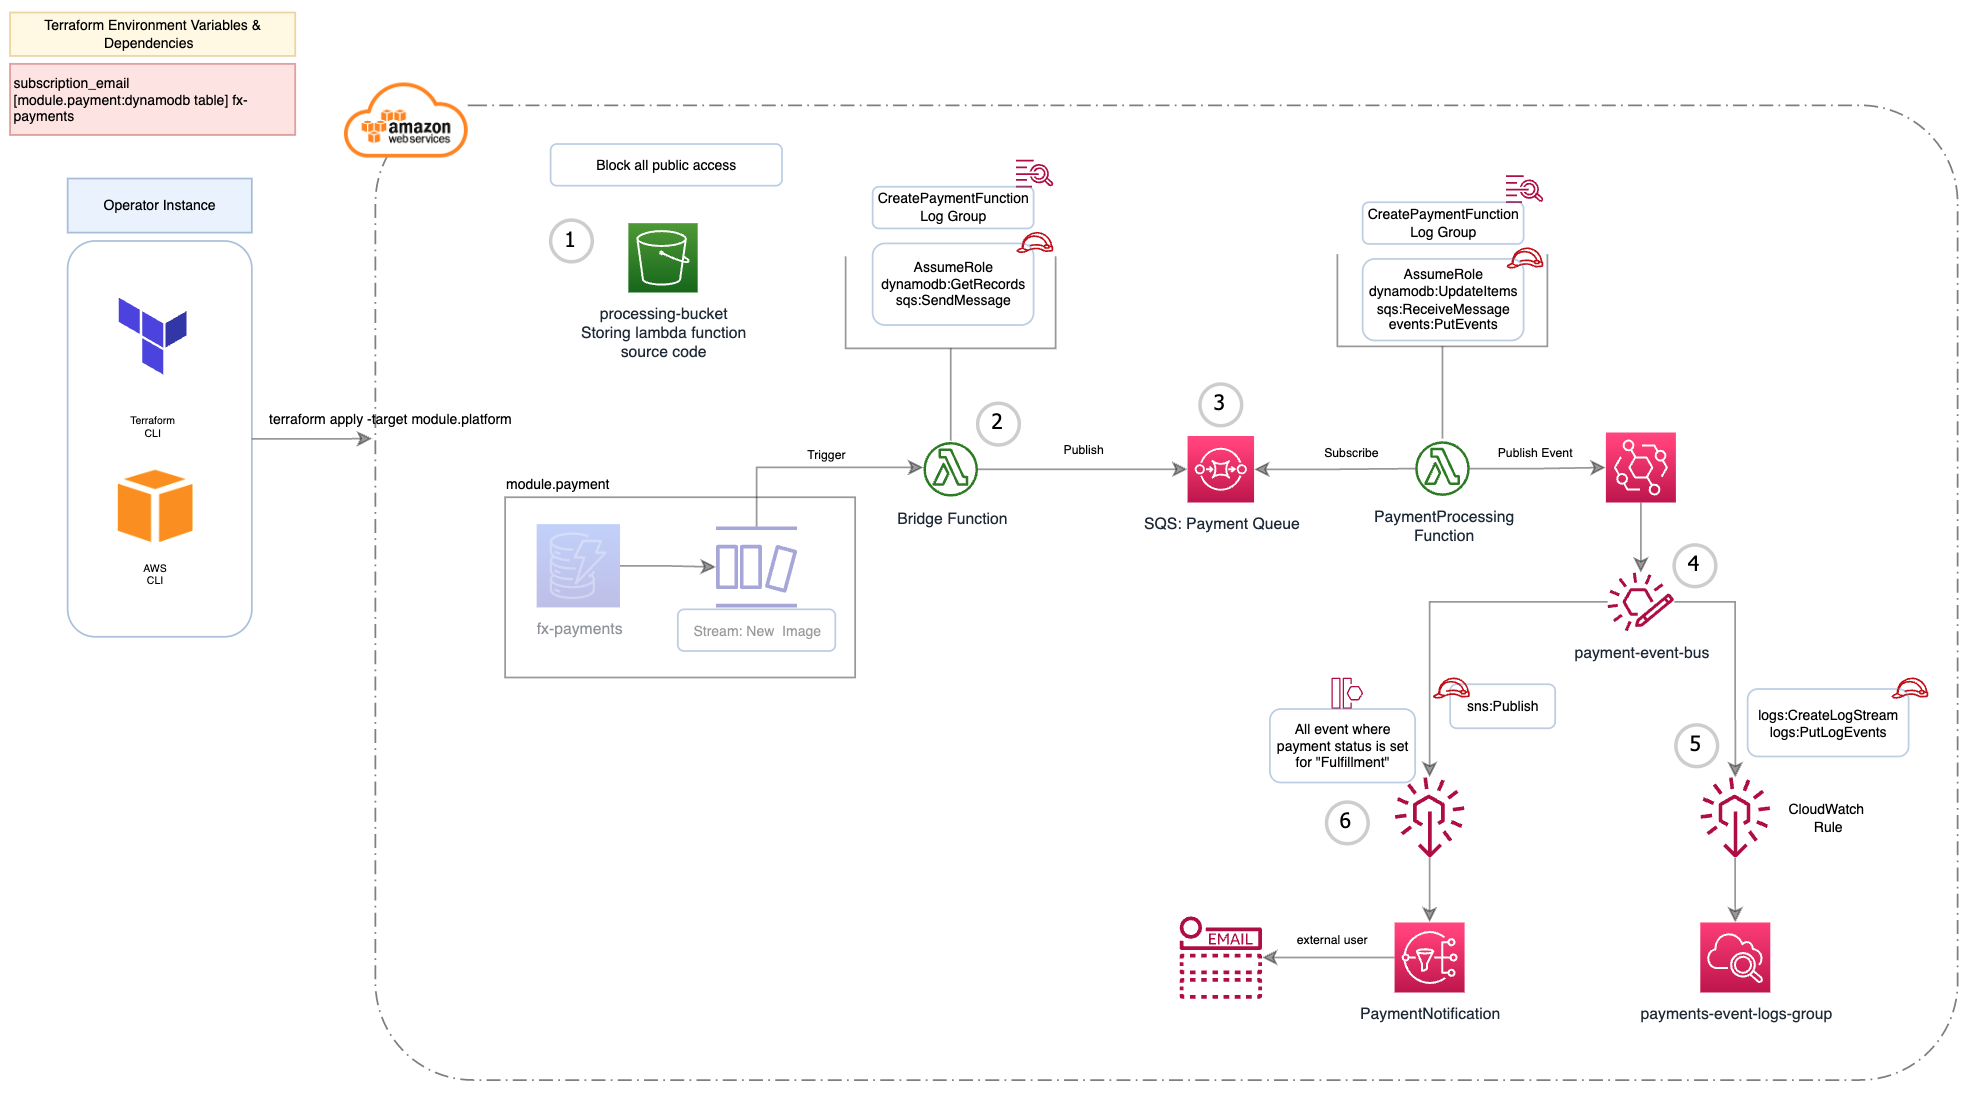 Terraform Environment Variables &
Dependencies
subscription_email
[module.payment:dynamodb table] fx-
payments
Operator Instance
Terraform
CLI
AWS
CLI
terraform apply -target module.platform
amazon
webservices
Block all public access
1
processing-bucket
Storing lambda function
source code
CreatePaymentFunction
Log Group
AssumeRole
dynamodb:GetRecords
sqs:SendMessage
CreatePaymentFunction
Log Group
AssumeRole
dynamodb:UpdateItems
sqs:ReceiveMessage
events:PutEvents
module.payment
fx-payments
Stream: New  Image
Trigger
2
Bridge Function
Publish
3
SQS: Payment Queue
Subscribe
PaymentProcessing
Function
Publish Event
4
payment-event-bus
sns:Publish
All event where
payment status is set
for "Fulfillment"
6
logs:CreateLogStream
logs:PutLogEvents
5
CloudWatch
Rule
EMAIL
external user
PaymentNotification
payments-event-logs-group